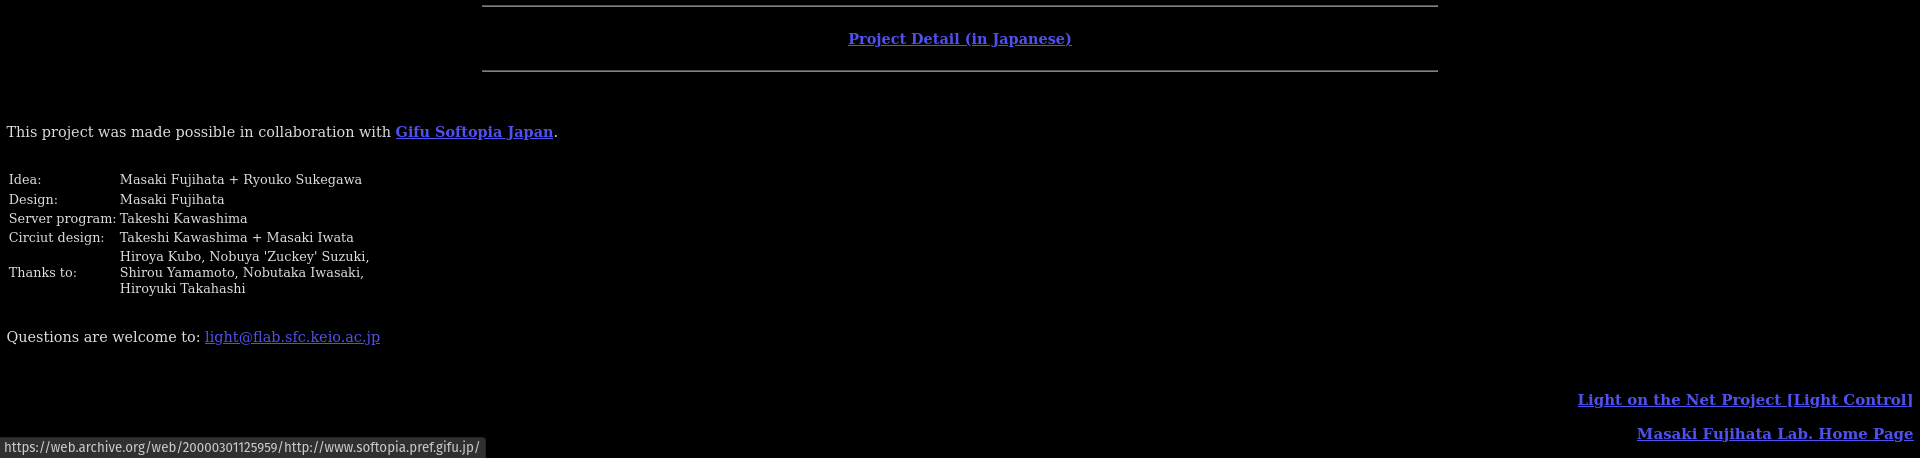 Project Detail (in Japanese)
This project was made possible in collaboration with Gifu Softopia Japan.
Idea: Masaki Fujihata + Ryouko Sukegawa
Design: Masaki Fujihata
Server program: Takeshi Kawashima
Circiut design: Takeshi Kawashima + Masaki Iwata
Thanks to: Hiroya Kubo, Nobuya 'Zuckey' Suzuki,
Shirou Yamamoto, Nobutaka Iwasaki,
Hiroyuki Takahashi
Questions are welcome to: light@flab.sfc.keio.ac.jp
Light on the Net Project [Light Control]
Masaki Fujihata Lab. Home Page
https://web.archive.org/web/20000301125959/http://www.softopia.pref.gifu.jp/